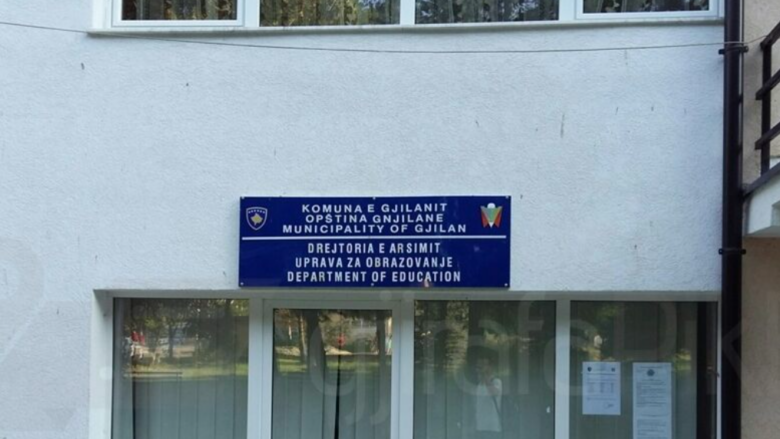 KOMUNA E GJILANIT
OPŠTINA GNJILANE
MUNICIPALITY OF GJILAN
DREJTORIA E ARSIMIT
UPRAVA ZA OBRAZOVANJE
DEPARTMENT OF EDUCATION